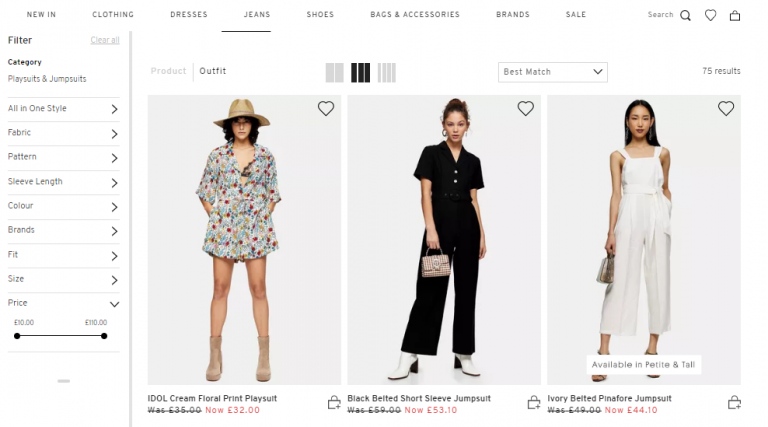 NEW IN CLOTHING DRESSES JEANS SHOES BAGS & ACCESSORIES BRANDS SALE Search
Filter Clear all
Category
Playsuits & Jumpsuits
All in One Style
Fabric
Pattern
Sleeve Length
Colour
Brands
Fit
Size
Price
£10.00 £110.00
Product Outfit Best Match 75 results
Available in Petite & Tall
IDOL Cream Floral Print Playsuit
Was £35.00 Now £32.00
Black Belted Short Sleeve Jumpsuit
Was £59.00 Now £53.10
Ivory Belted Pinafore Jumpsuit
Was £49.00 Now £44.10